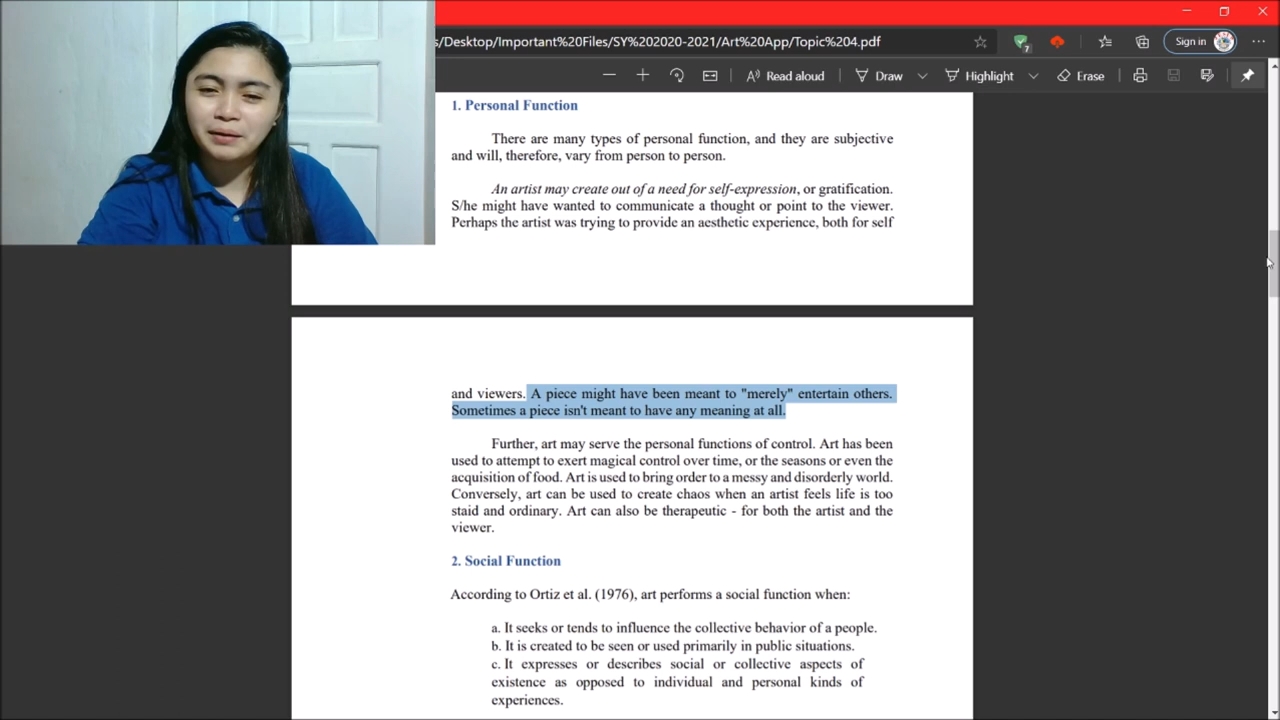 s/Desktop/Important%20Files/SY%202020-2021/Art%20App/Topic%204.pdf
7
Sign in
Read aloud
Draw
Highlight
Erase
1. Personal Function
There are many types of personal function, and they are subjective
and will, therefore, vary from person to person.
An artist may create out of a need for self-expression, or gratification.
S/he might have wanted to communicate a thought or point to the viewer.
Perhaps the artist was trying to provide an aesthetic experience, both for self
and viewers. A piece might have been meant to "merely" entertain others.
Sometimes a piece isn't meant to have any meaning at all.
Further, art may serve the personal functions of control. Art has been
used to attempt to exert magical control over time, or the seasons or even the
acquisition of food. Art is used to bring order to a messy and disorderly world.
Conversely, art can be used to create chaos when an artist feels life is too
staid and ordinary. Art can also be therapeutic - for both the artist and the
viewer.
2. Social Function
According to Ortiz et al. (1976), art performs a social function when:
a. It seeks or tends to influence the collective behavior of a people.
b. It is created to be seen or used primarily in public situations.
c. It expresses or describes social or collective aspects of
existence as opposed to individual and personal kinds of
experiences.